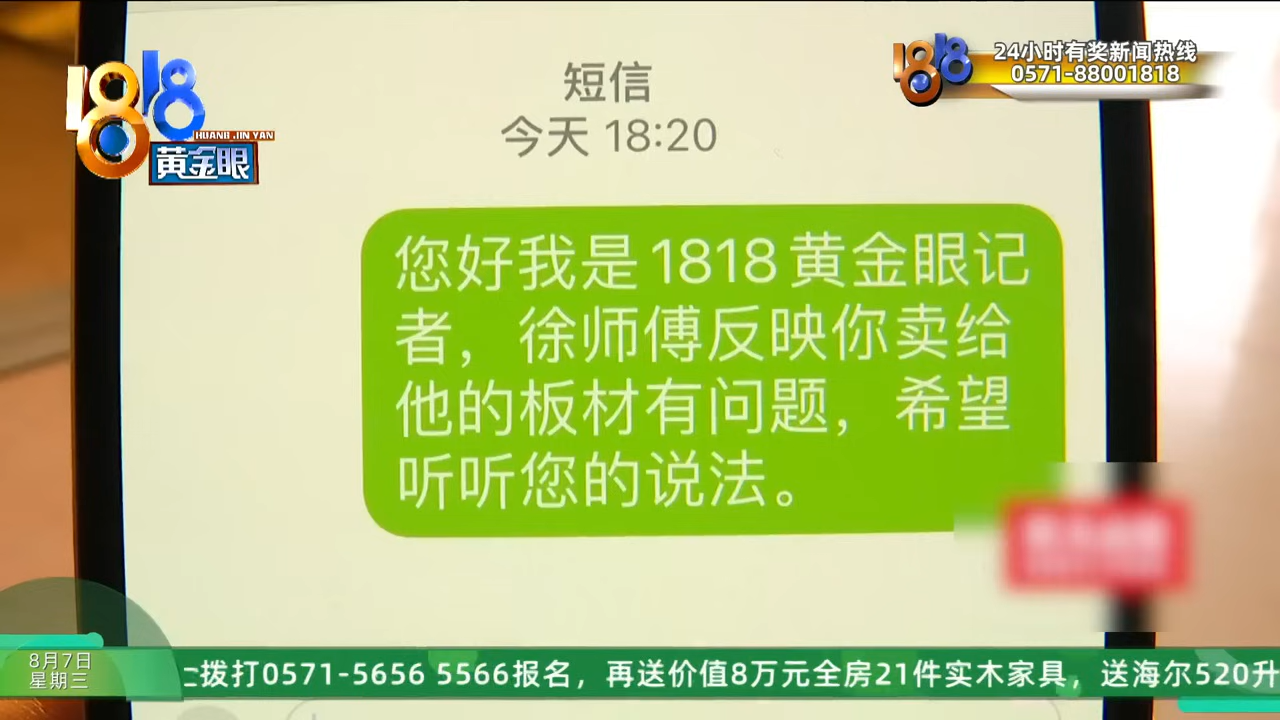 1818
HUANG JIN YAN
黄金眼
1818
24小时有奖新闻热线
0571-88001818
短信
今天 18:20
您好我是1818黄金眼记
者，徐师傅反映你卖给
他的板材有问题，希望
听听您的说法。
8月7日
星期三
拨打0571-5656 5566报名，再送价值8万元全房21件实木家具，送海尔520升